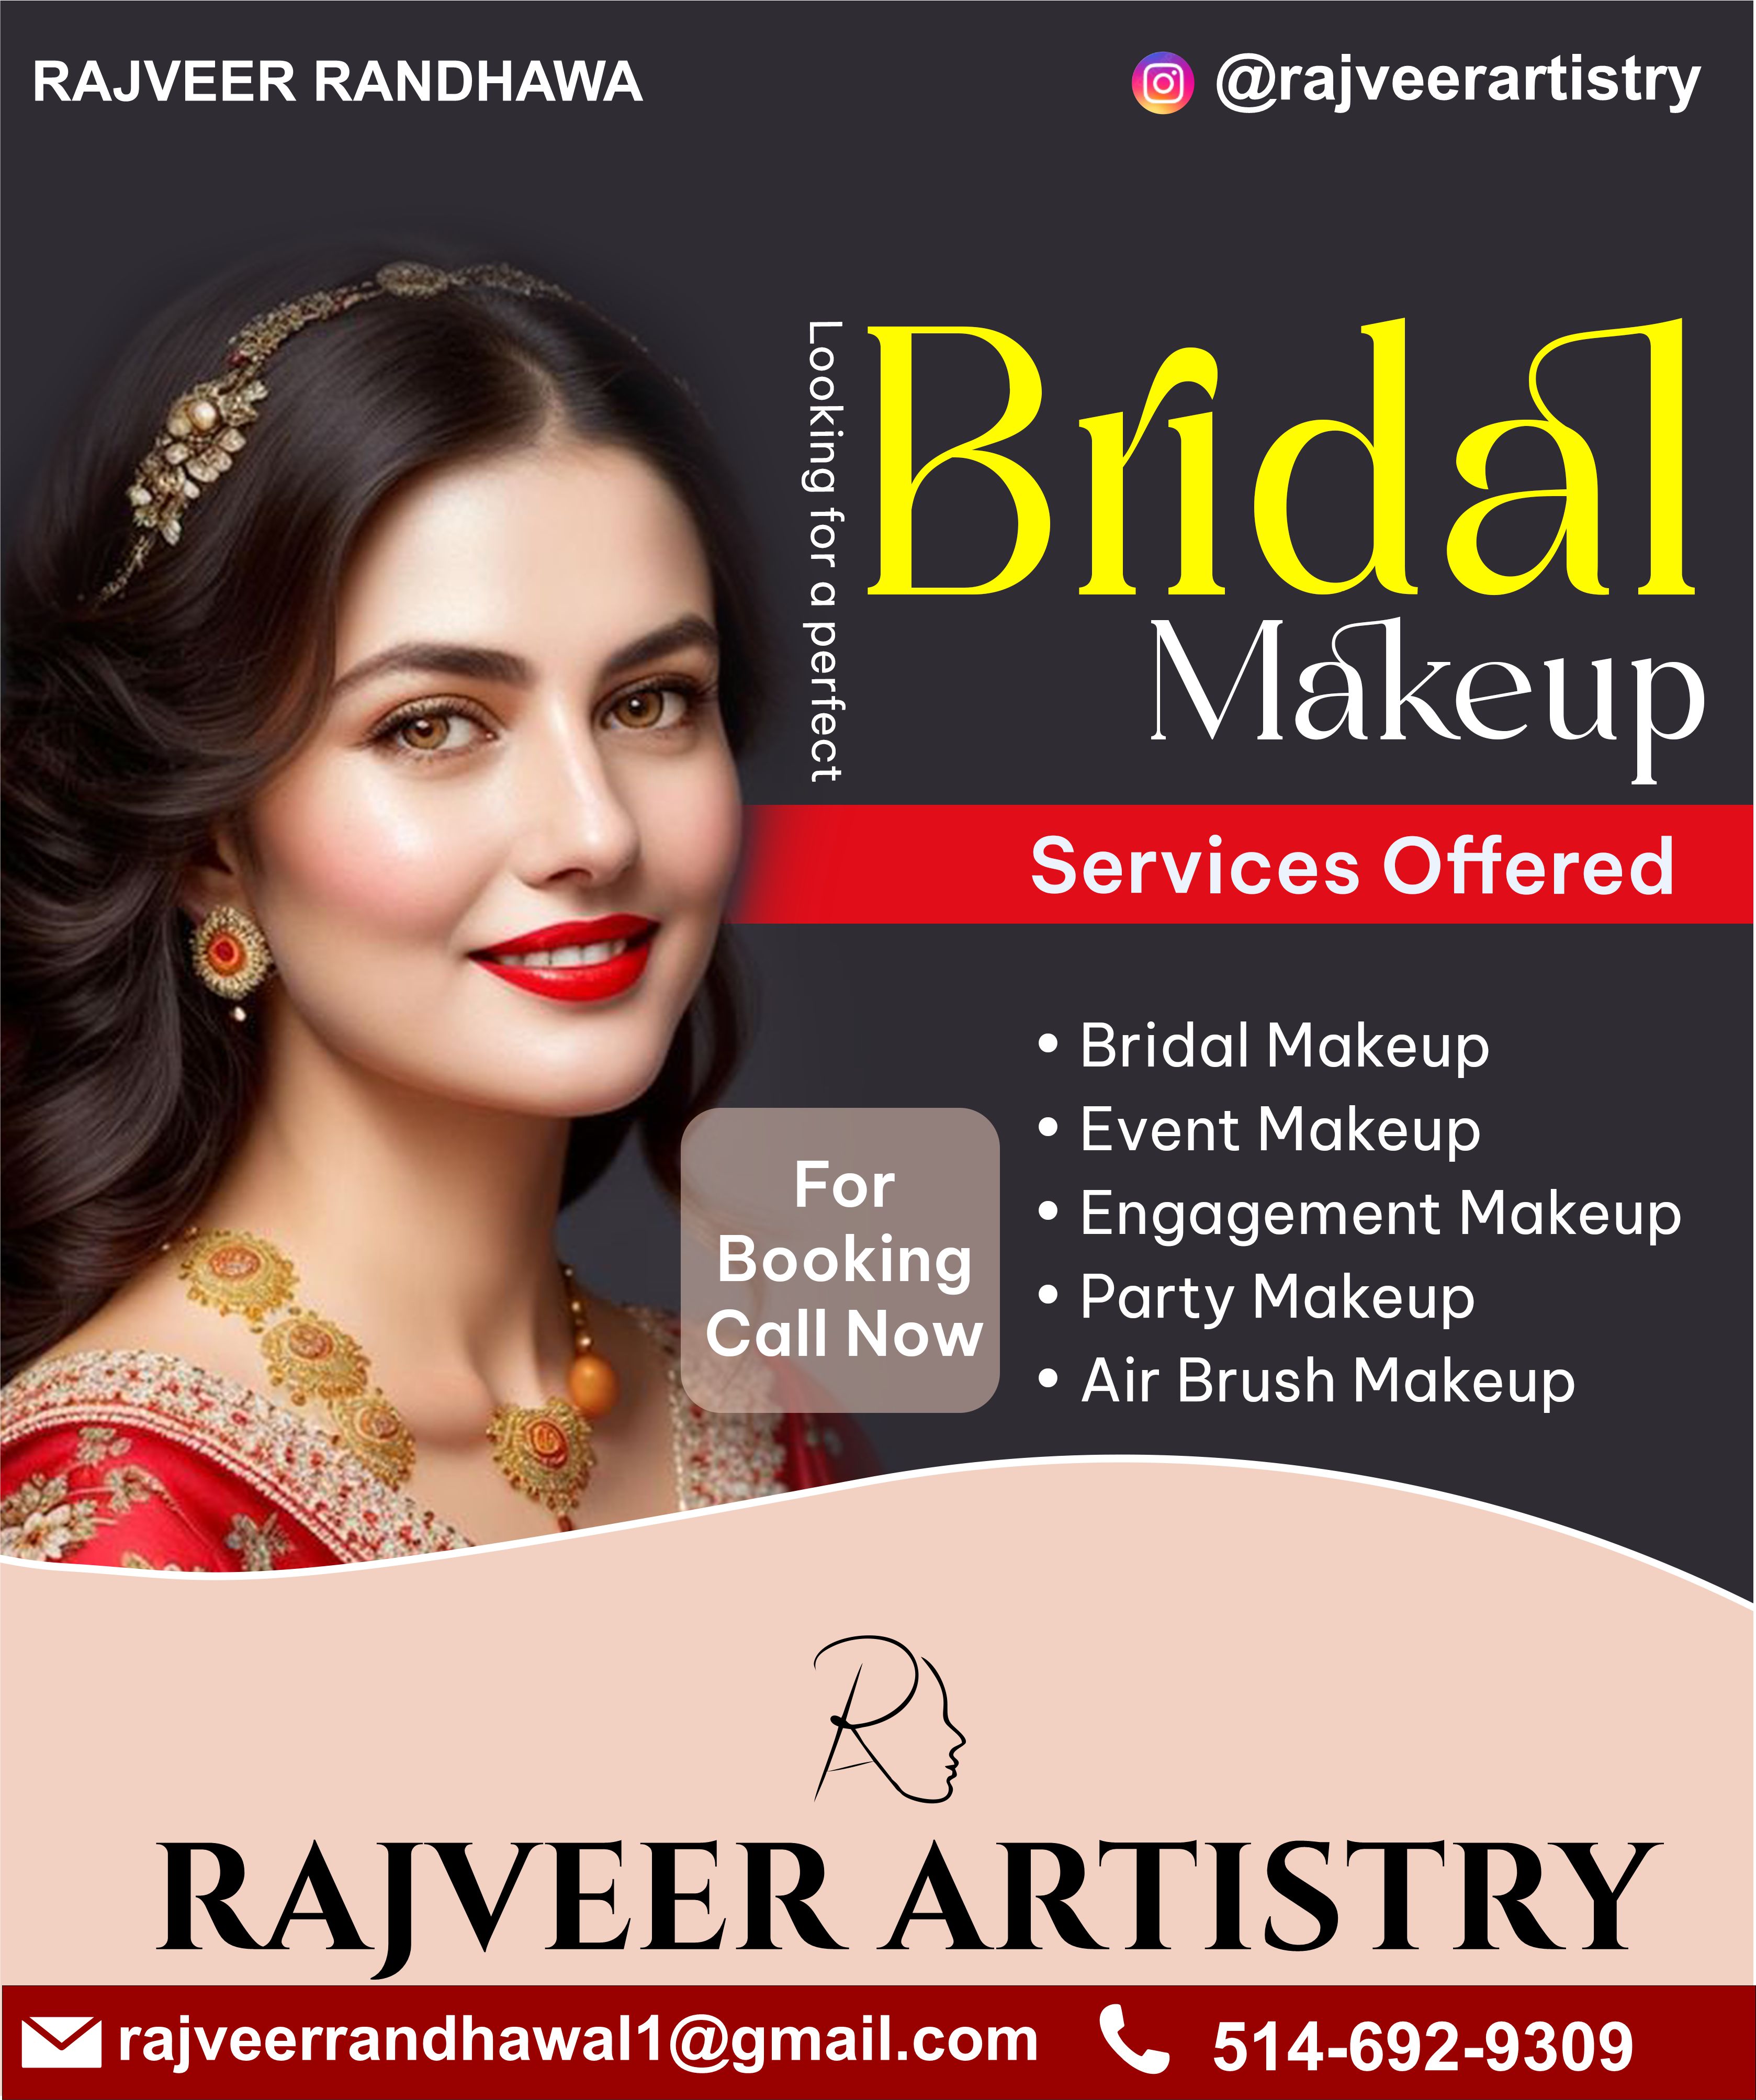 RAJVEER RANDHAWA
@rajveerartistry
Looking for a perfect
Bridal
Makeup
Services Offered
• Bridal Makeup
• Event Makeup
• Engagement Makeup
• Party Makeup
• Air Brush Makeup
For
Booking
Call Now
RAJVEER ARTISTRY
rajveerrandhawal1@gmail.com
514-692-9309